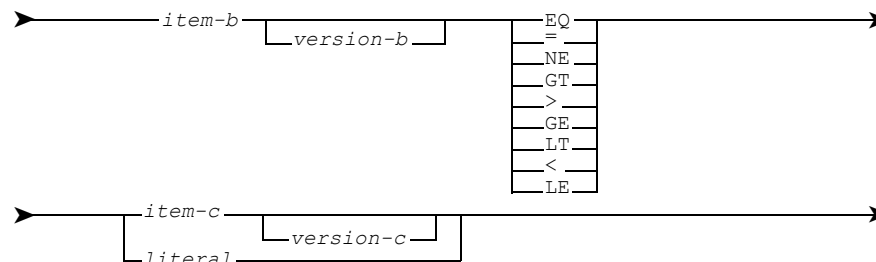 item-b
EQ
version-b
=
NE
GT
>
GE
LT
<
LE
item-c
version-c
literal